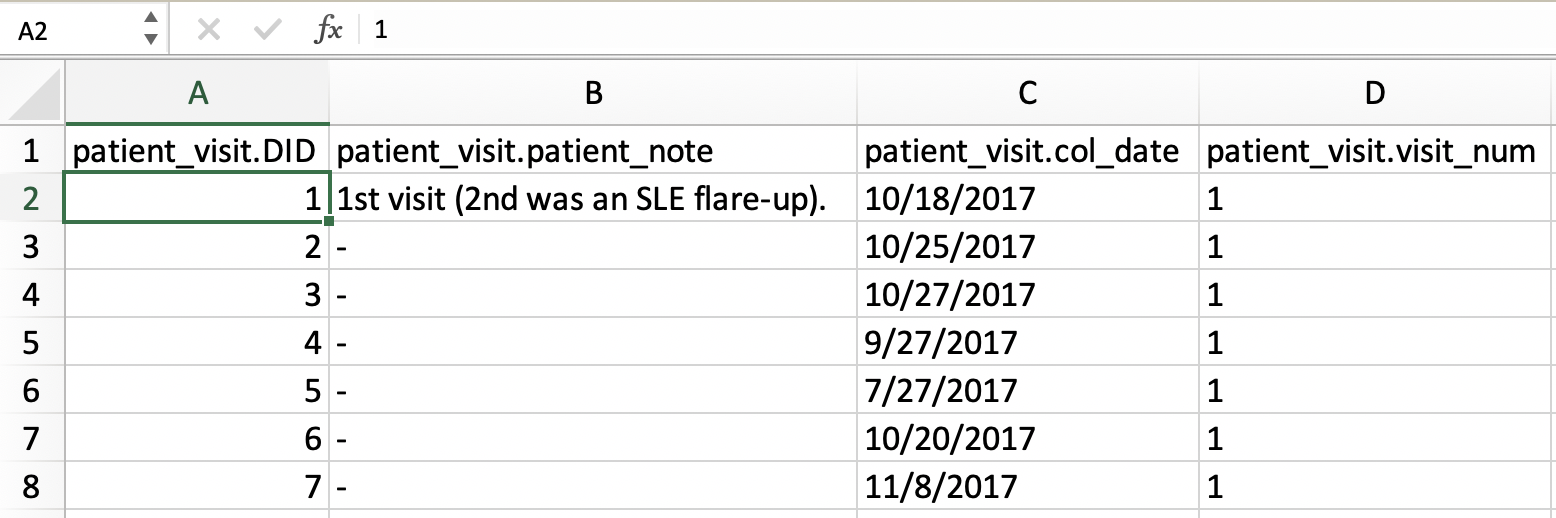 A2 fx 1
A B C D
1 patient_visit.DID patient_visit.patient_note patient_visit.col_date patient_visit.visit_num
2 1 1st visit (2nd was an SLE flare-up). 10/18/2017 1
3 2 - 10/25/2017 1
4 3 - 10/27/2017 1
5 4 - 9/27/2017 1
6 5 - 7/27/2017 1
7 6 - 10/20/2017 1
8 7 - 11/8/2017 1